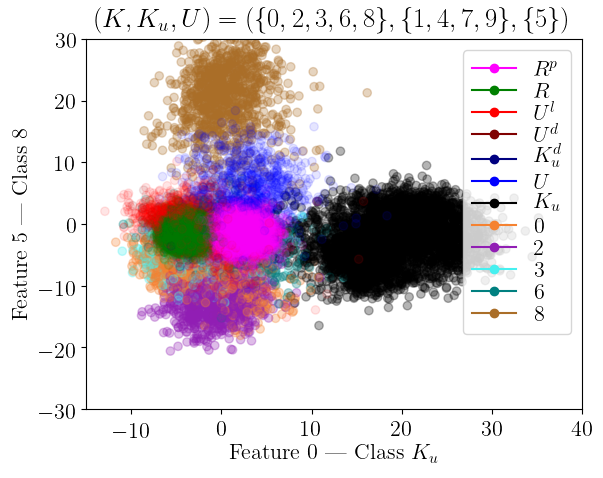 (K, K_u, U) = ({0, 2, 3, 6, 8}, {1, 4, 7, 9}, {5})
30
20
10
0
−10
−20
−30
Feature 5 — Class 8
R^p
R
U^l
U^d
K_u^d
U
K_u
0
2
3
6
8
−10
0
10
20
30
40
Feature 0 — Class K_u